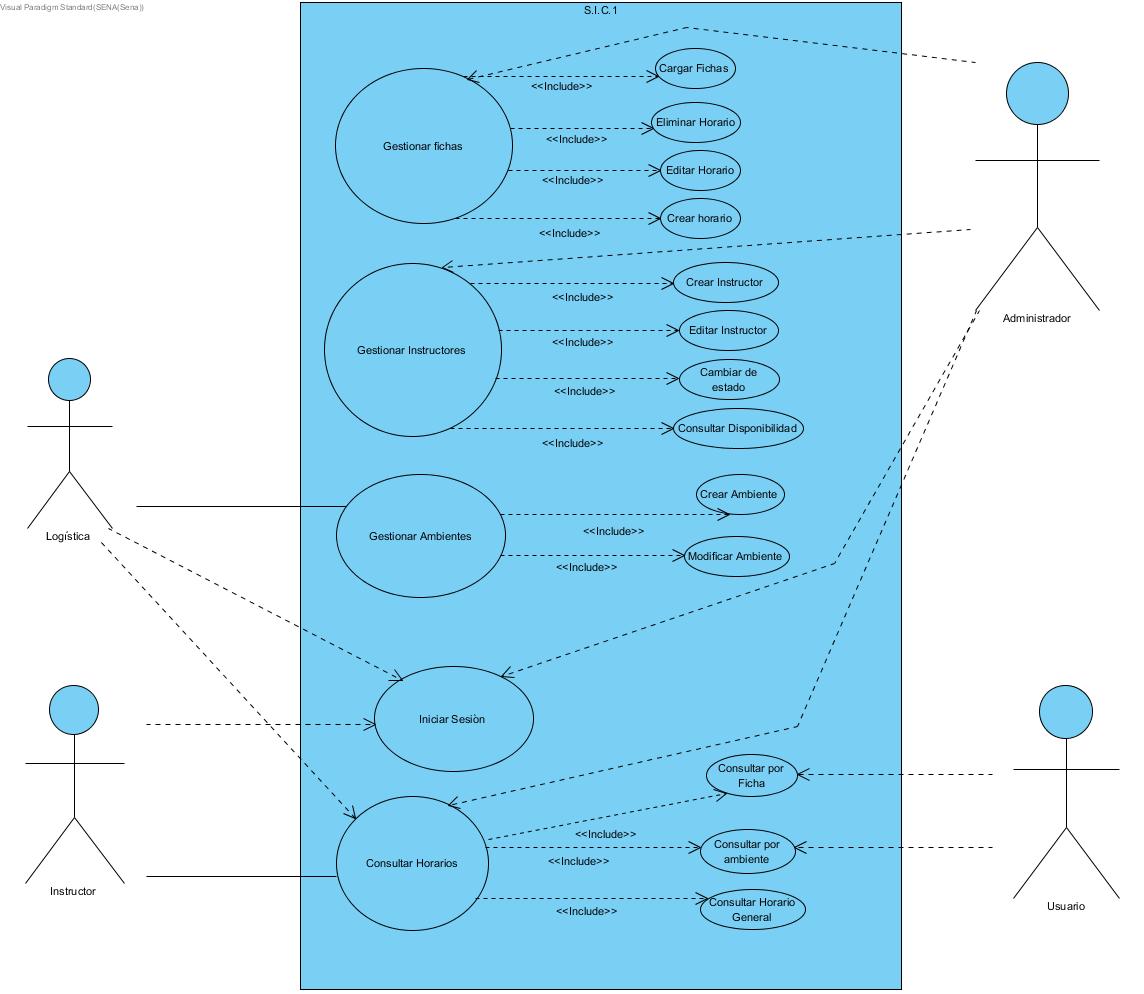 Visual Paradigm Standard(SENA(Sena))
S.I.C.1
Cargar Fichas
<<Include>>
Eliminar Horario
<<Include>>
Gestionar fichas
Editar Horario
<<Include>>
Crear horario
<<Include>>
Crear Instructor
<<Include>>
Administrador
Editar Instructor
<<Include>>
Gestionar Instructores
Cambiar de
estado
<<Include>>
Consultar Disponibilidad
<<Include>>
Crear Ambiente
<<Include>>
Logística
Gestionar Ambientes
Modificar Ambiente
<<Include>>
Iniciar Sesiòn
Consultar por
Ficha
<<Include>>
Consultar por
ambiente
<<Include>>
Consultar Horarios
Instructor
Consultar Horario
General
<<Include>>
Usuario